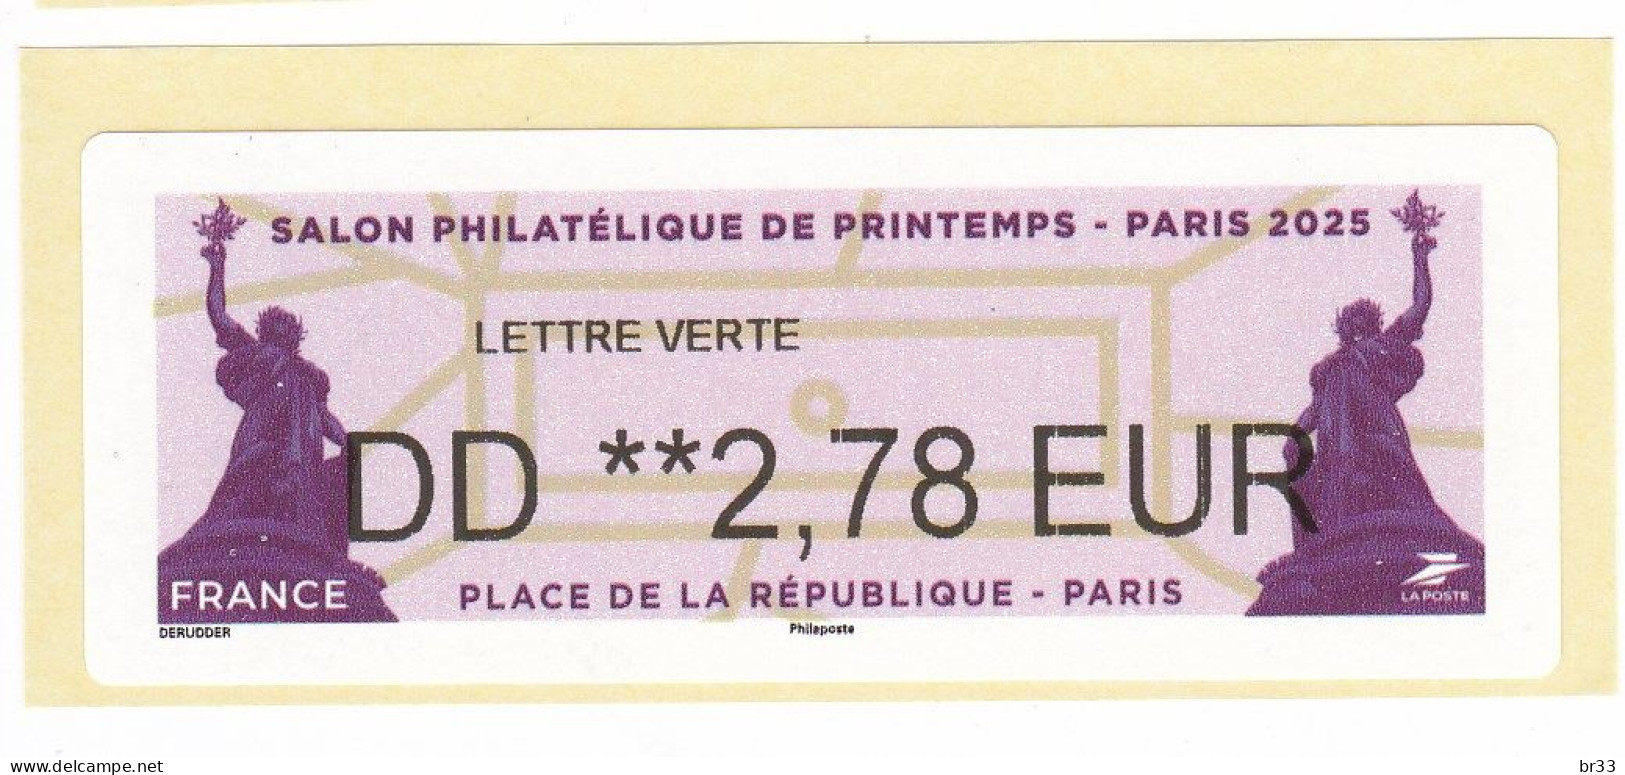 SALON PHILATÉLIQUE DE PRINTEMPS - PARIS 2025
LETTRE VERTE
DD **2,78 EUR
FRANCE
PLACE DE LA RÉPUBLIQUE - PARIS
LA POSTE
DERUDDER
Philaposte
www.delcampe.net
br33